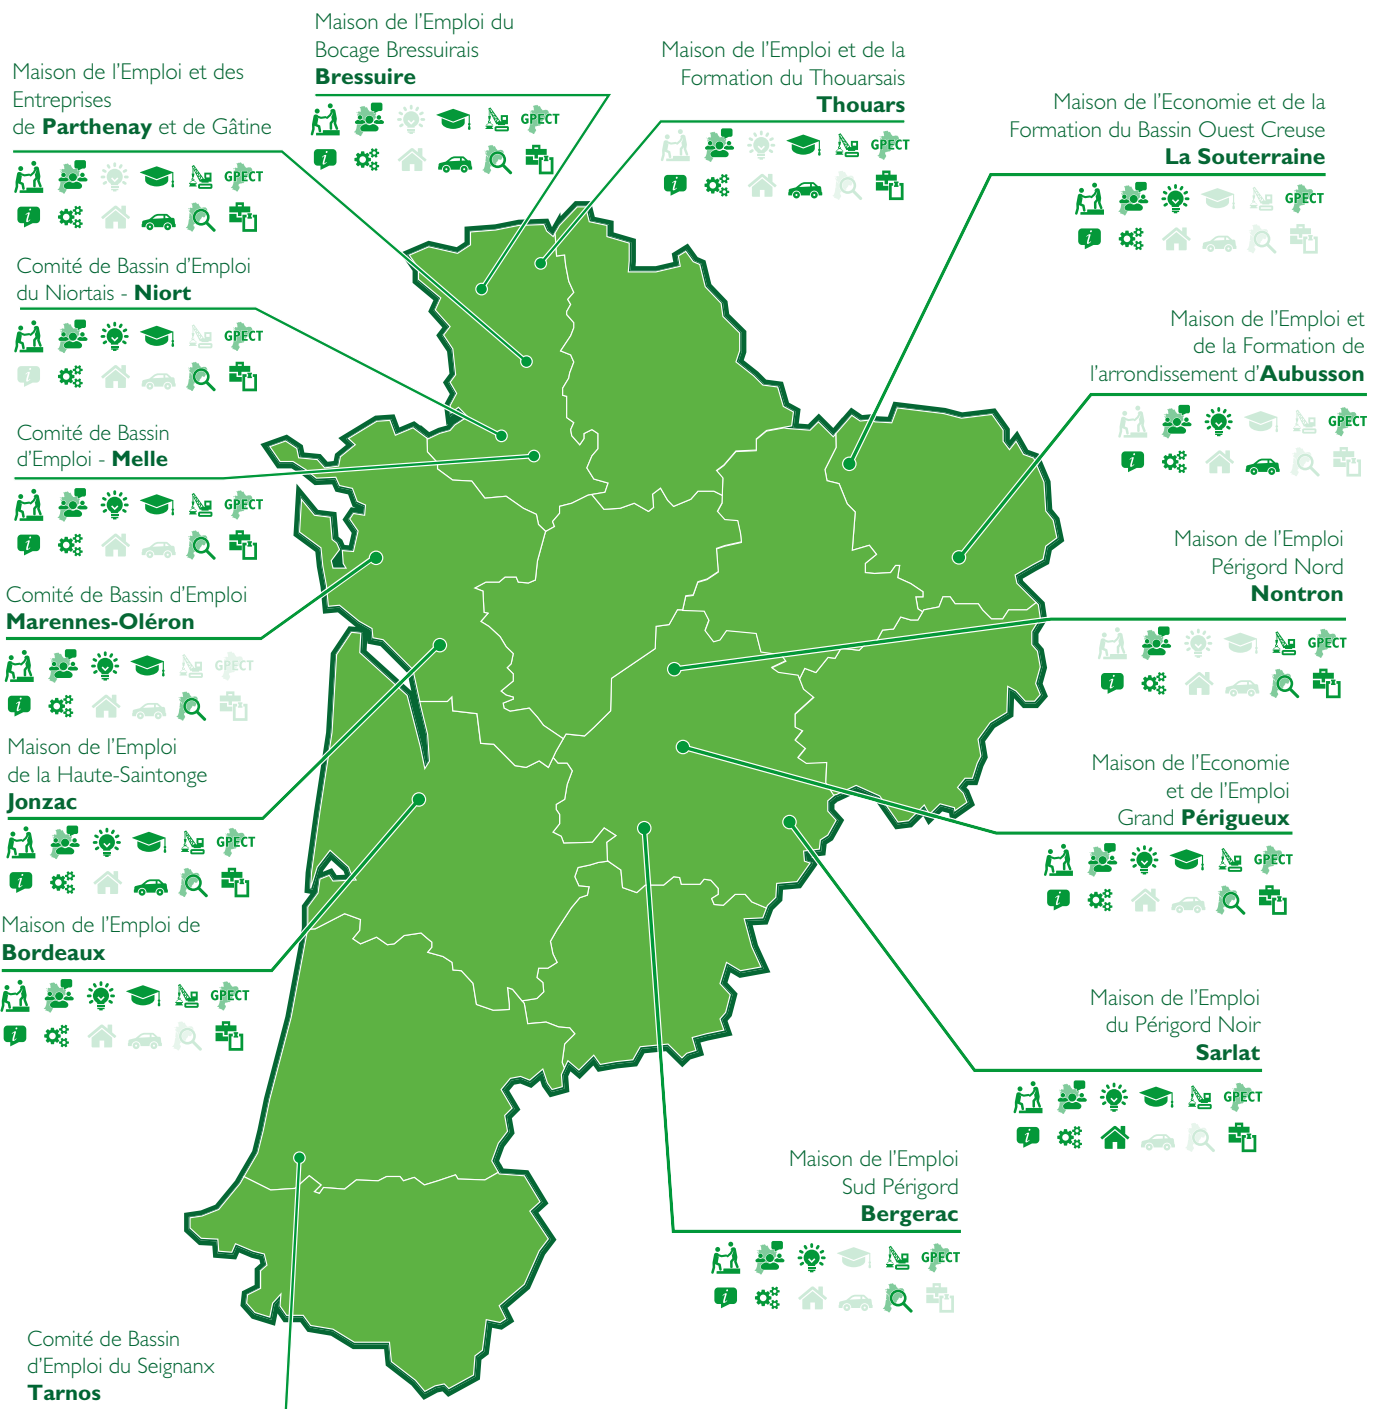 Maison de l'Emploi du
Bocage Bressuirais
Bressuire
GPECT
i
Maison de l'Emploi et de la
Formation du Thouarsais
Thouars
GPECT
i
Maison de l'Emploi et des
Entreprises
de Parthenay et de Gâtine
GPECT
i
Maison de l'Economie et de la
Formation du Bassin Ouest Creuse
La Souterraine
GPECT
i
Comité de Bassin d'Emploi
du Niortais - Niort
GPECT
i
Maison de l'Emploi et
de la Formation de
l'arrondissement d'Aubusson
GPECT
i
Comité de Bassin
d'Emploi - Melle
GPECT
i
Maison de l'Emploi
Périgord Nord
Nontron
GPECT
i
Comité de Bassin d'Emploi
Marennes-Oléron
GPECT
i
Maison de l'Emploi
de la Haute-Saintonge
Jonzac
GPECT
i
Maison de l'Economie
et de l'Emploi
Grand Périgueux
GPECT
i
Maison de l'Emploi de
Bordeaux
GPECT
i
Maison de l'Emploi
du Périgord Noir
Sarlat
GPECT
i
Maison de l'Emploi
Sud Périgord
Bergerac
GPECT
i
Comité de Bassin
d'Emploi du Seignanx
Tarnos